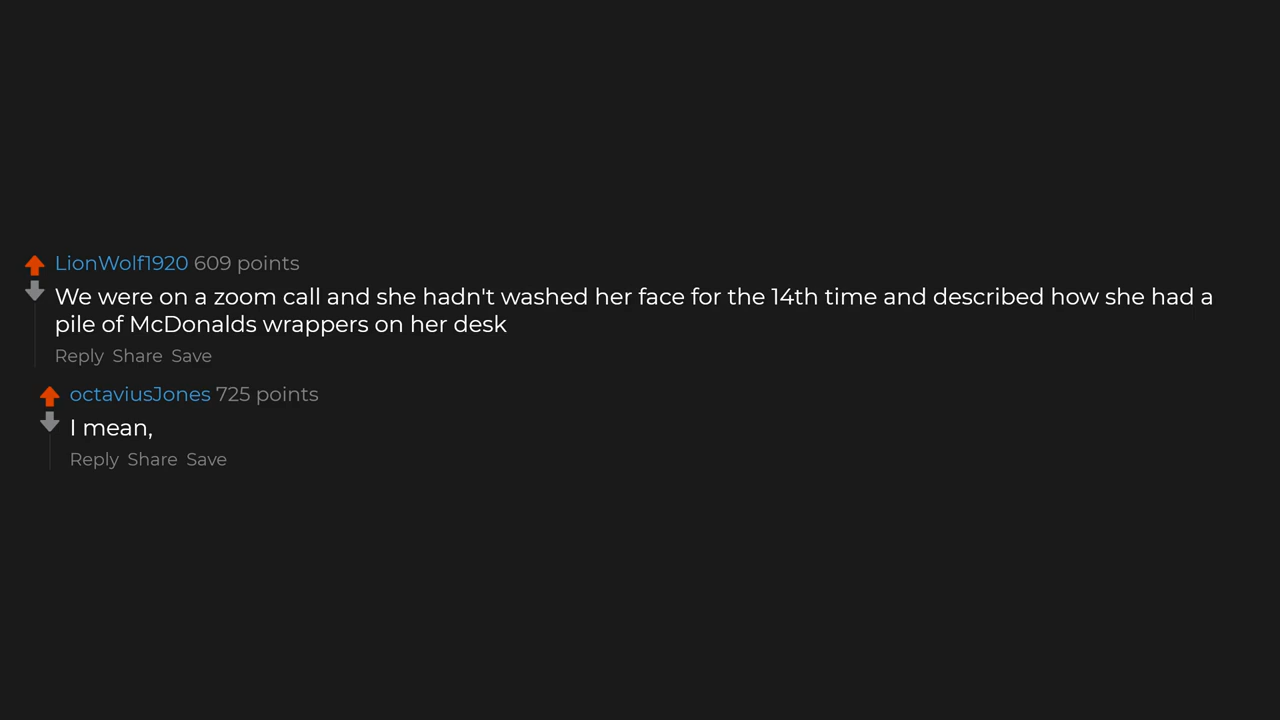 LionWolf1920 609 points
We were on a zoom call and she hadn't washed her face for the 14th time and described how she had a
pile of McDonalds wrappers on her desk
Reply Share Save
octaviusJones 725 points
I mean,
Reply Share Save